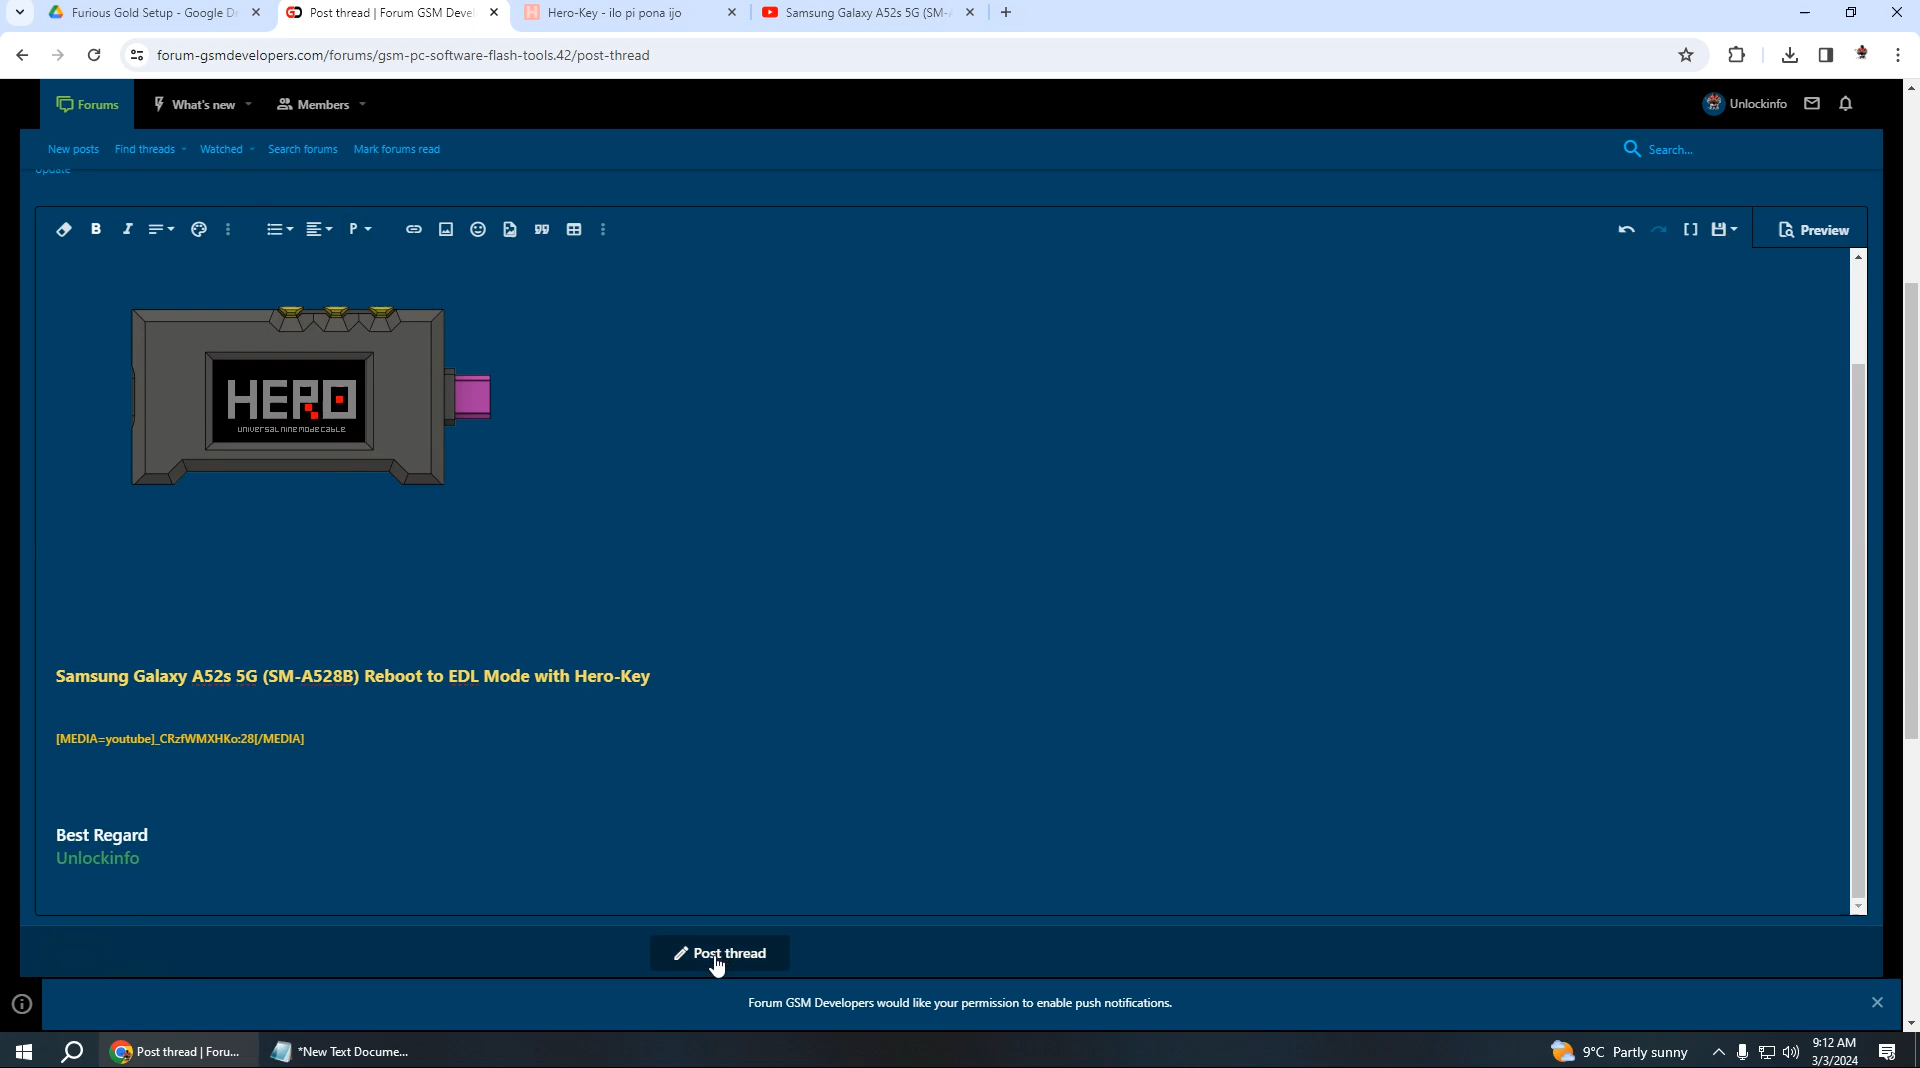 Furious Gold Setup - Google D
Post thread | Forum GSM Devel
Hero-Key - ilo pi pona ijo
Samsung Galaxy A52s 5G (SM-
forum-gsmdevelopers.com/forums/gsm-pc-software-flash-tools.42/post-thread
Forums
What's new
Members
Unlockinfo
New posts
Find threads
Watched
Search forums
Mark forums read
Search...
Update
B
I
P
Preview
HERO
universal nine mode cable
Samsung Galaxy A52s 5G (SM-A528B) Reboot to EDL Mode with Hero-Key
[MEDIA=youtube]_CRzfWMXHKo:28[/MEDIA]
Best Regard
Unlockinfo
Post thread
Forum GSM Developers would like your permission to enable push notifications.
Post thread | Foru...
*New Text Docume...
9°C Partly sunny
9:12 AM
3/3/2024